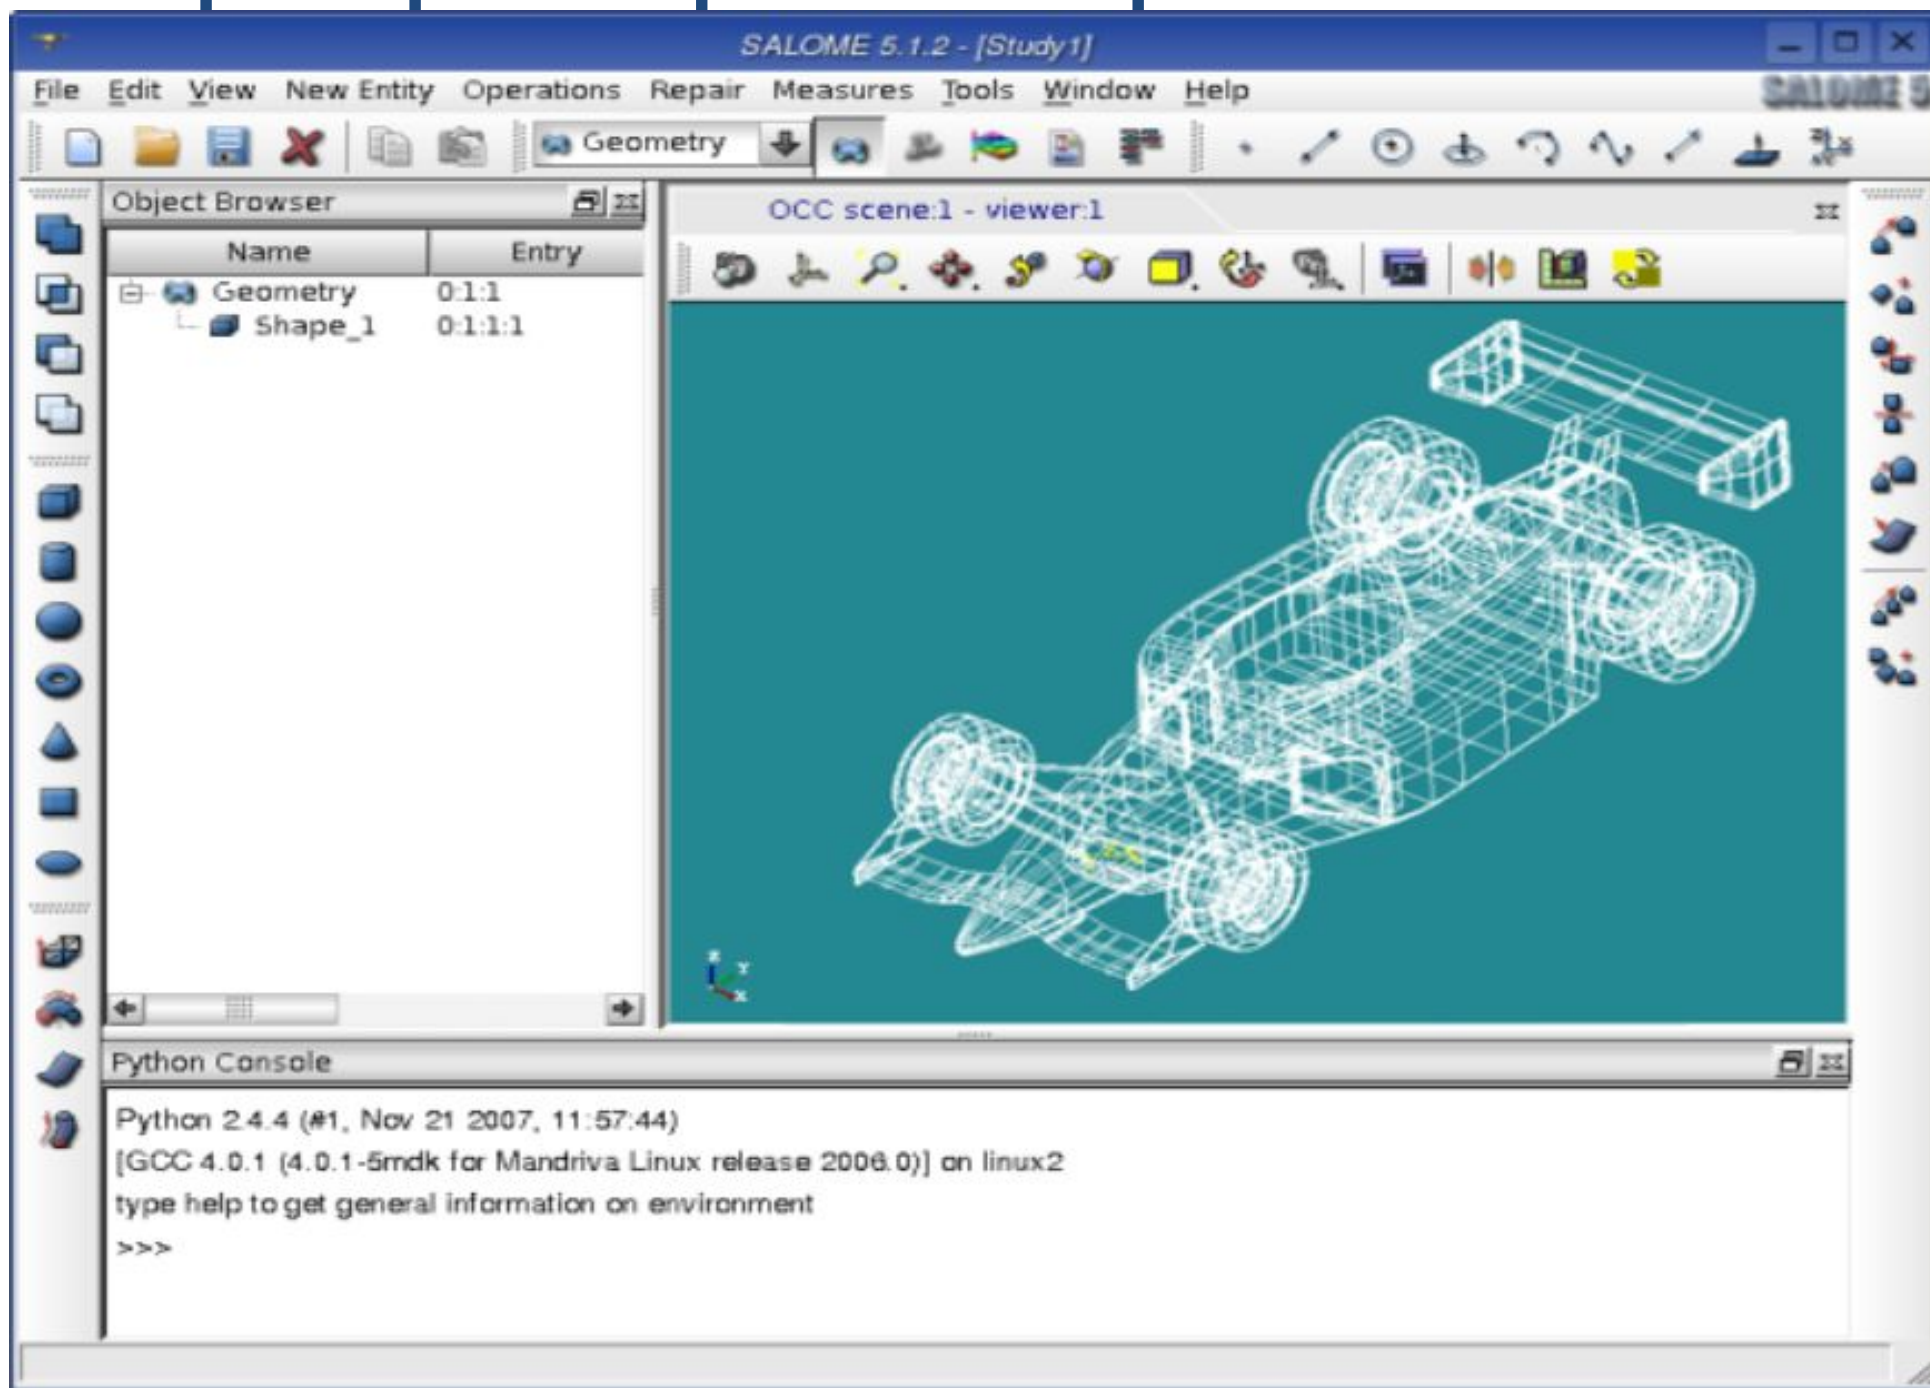 SALOME 5.1.2 - [Study1]
File Edit View New Entity Operations Repair Measures Tools Window Help
SALOME 5
Geometry
Object Browser
OCC scene:1 - viewer:1
Name Entry
Geometry 0:1:1
Shape_1 0:1:1:1
Z
Y
X
Python Console
Python 2.4.4 (#1, Nov 21 2007, 11:57:44)
[GCC 4.0.1 (4.0.1-5mdk for Mandriva Linux release 2006.0)] on linux2
type help to get general information on environment
>>>